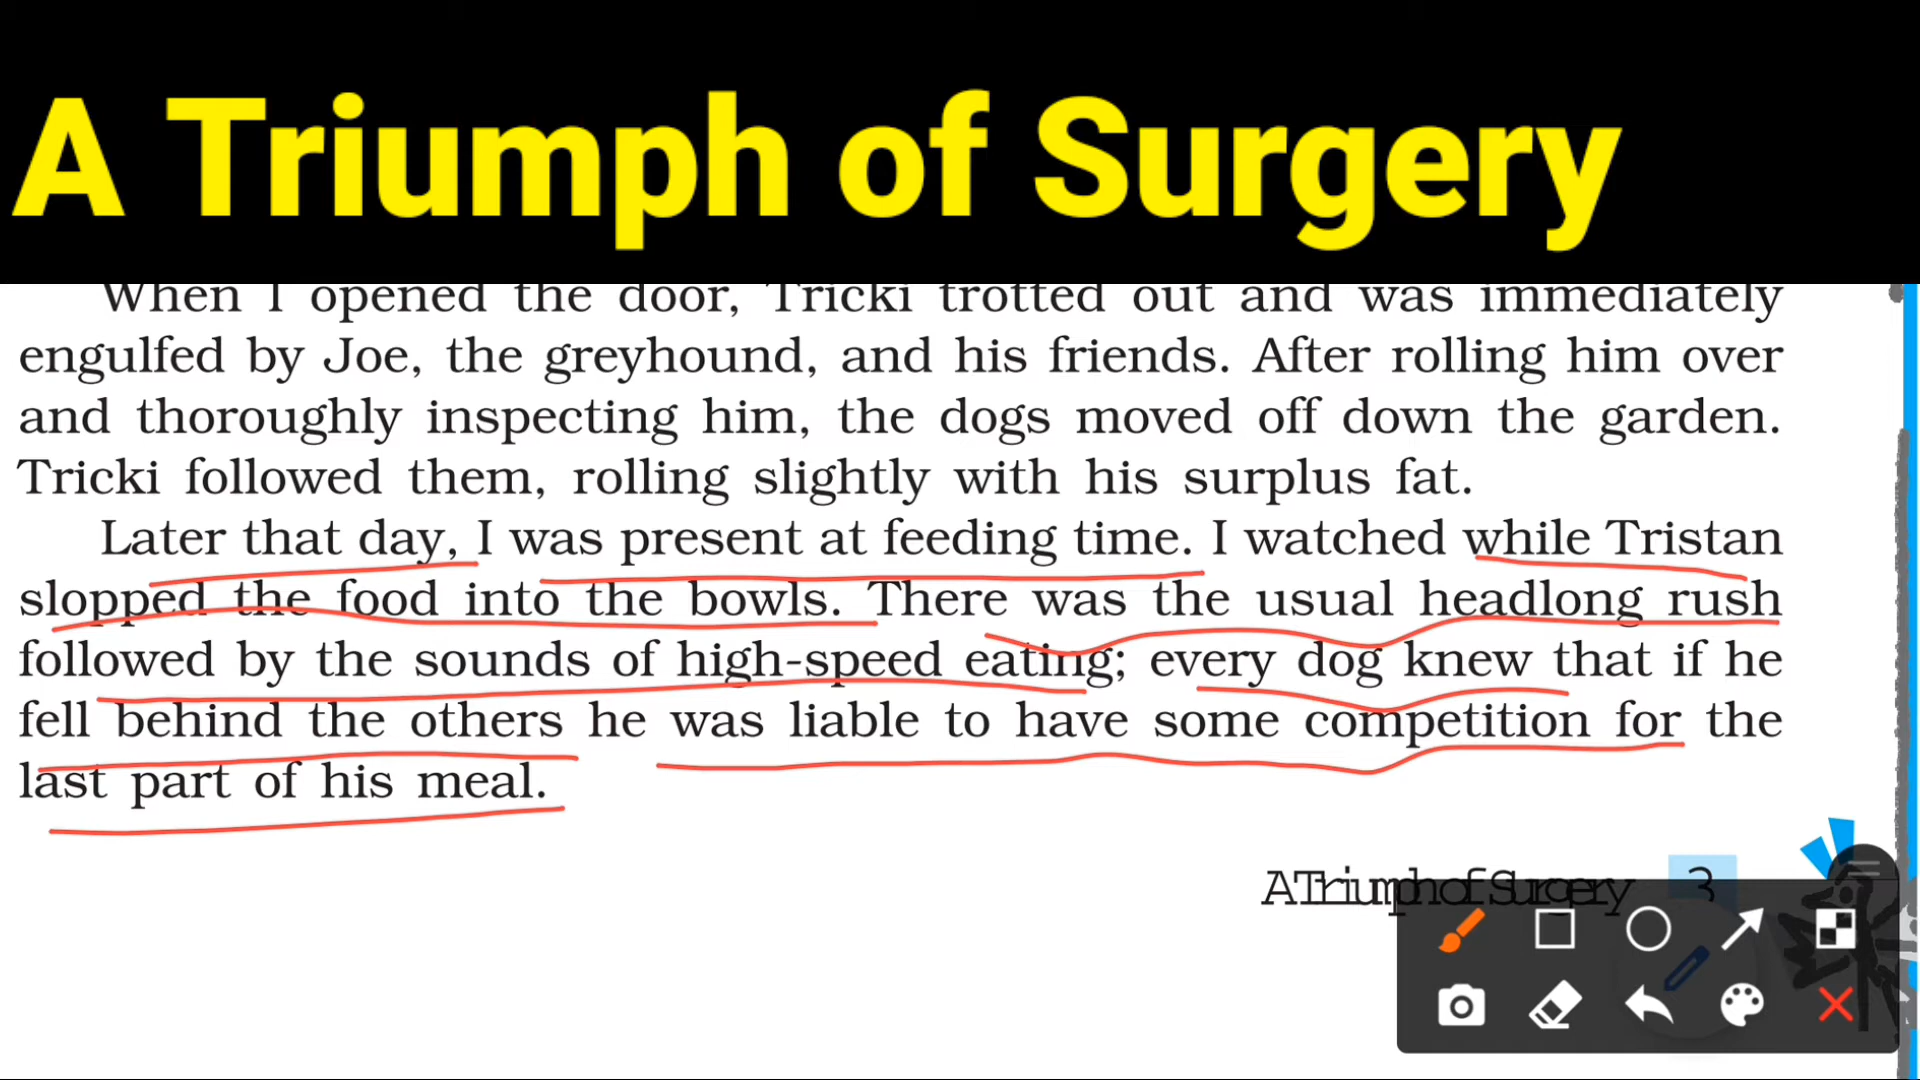 A Triumph of Surgery
When I opened the door, Tricki trotted out and was immediately
engulfed by Joe, the greyhound, and his friends. After rolling him over
and thoroughly inspecting him, the dogs moved off down the garden.
Tricki followed them, rolling slightly with his surplus fat.
Later that day, I was present at feeding time. I watched while Tristan
slopped the food into the bowls. There was the usual headlong rush
followed by the sounds of high-speed eating; every dog knew that if he
fell behind the others he was liable to have some competition for the
last part of his meal.
A Triumph of Surgery 3